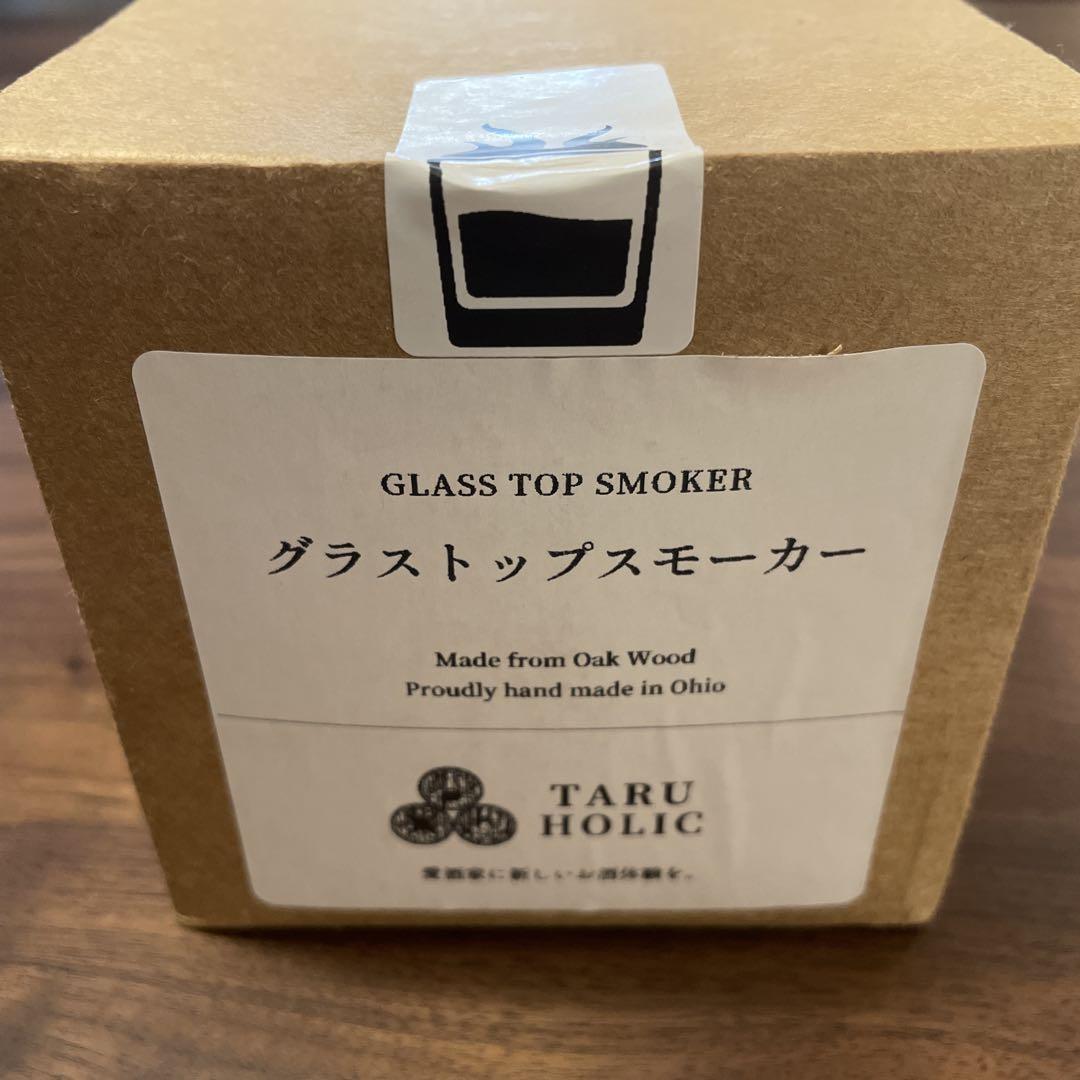 GLASS TOP SMOKER
グラストップスモーカー
Made from Oak Wood
Proudly hand made in Ohio
TARU
HOLIC
愛酒家に新しいお酒体験を。